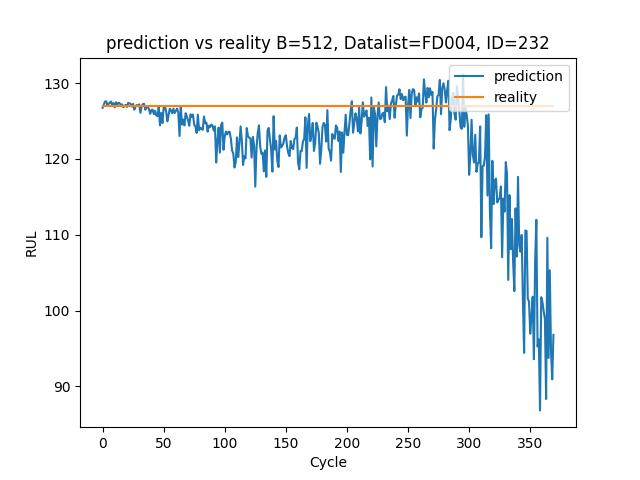 prediction vs reality B=512, Datalist=FD004, ID=232
prediction
reality
RUL
130
120
110
100
90
0 50 100 150 200 250 300 350
Cycle